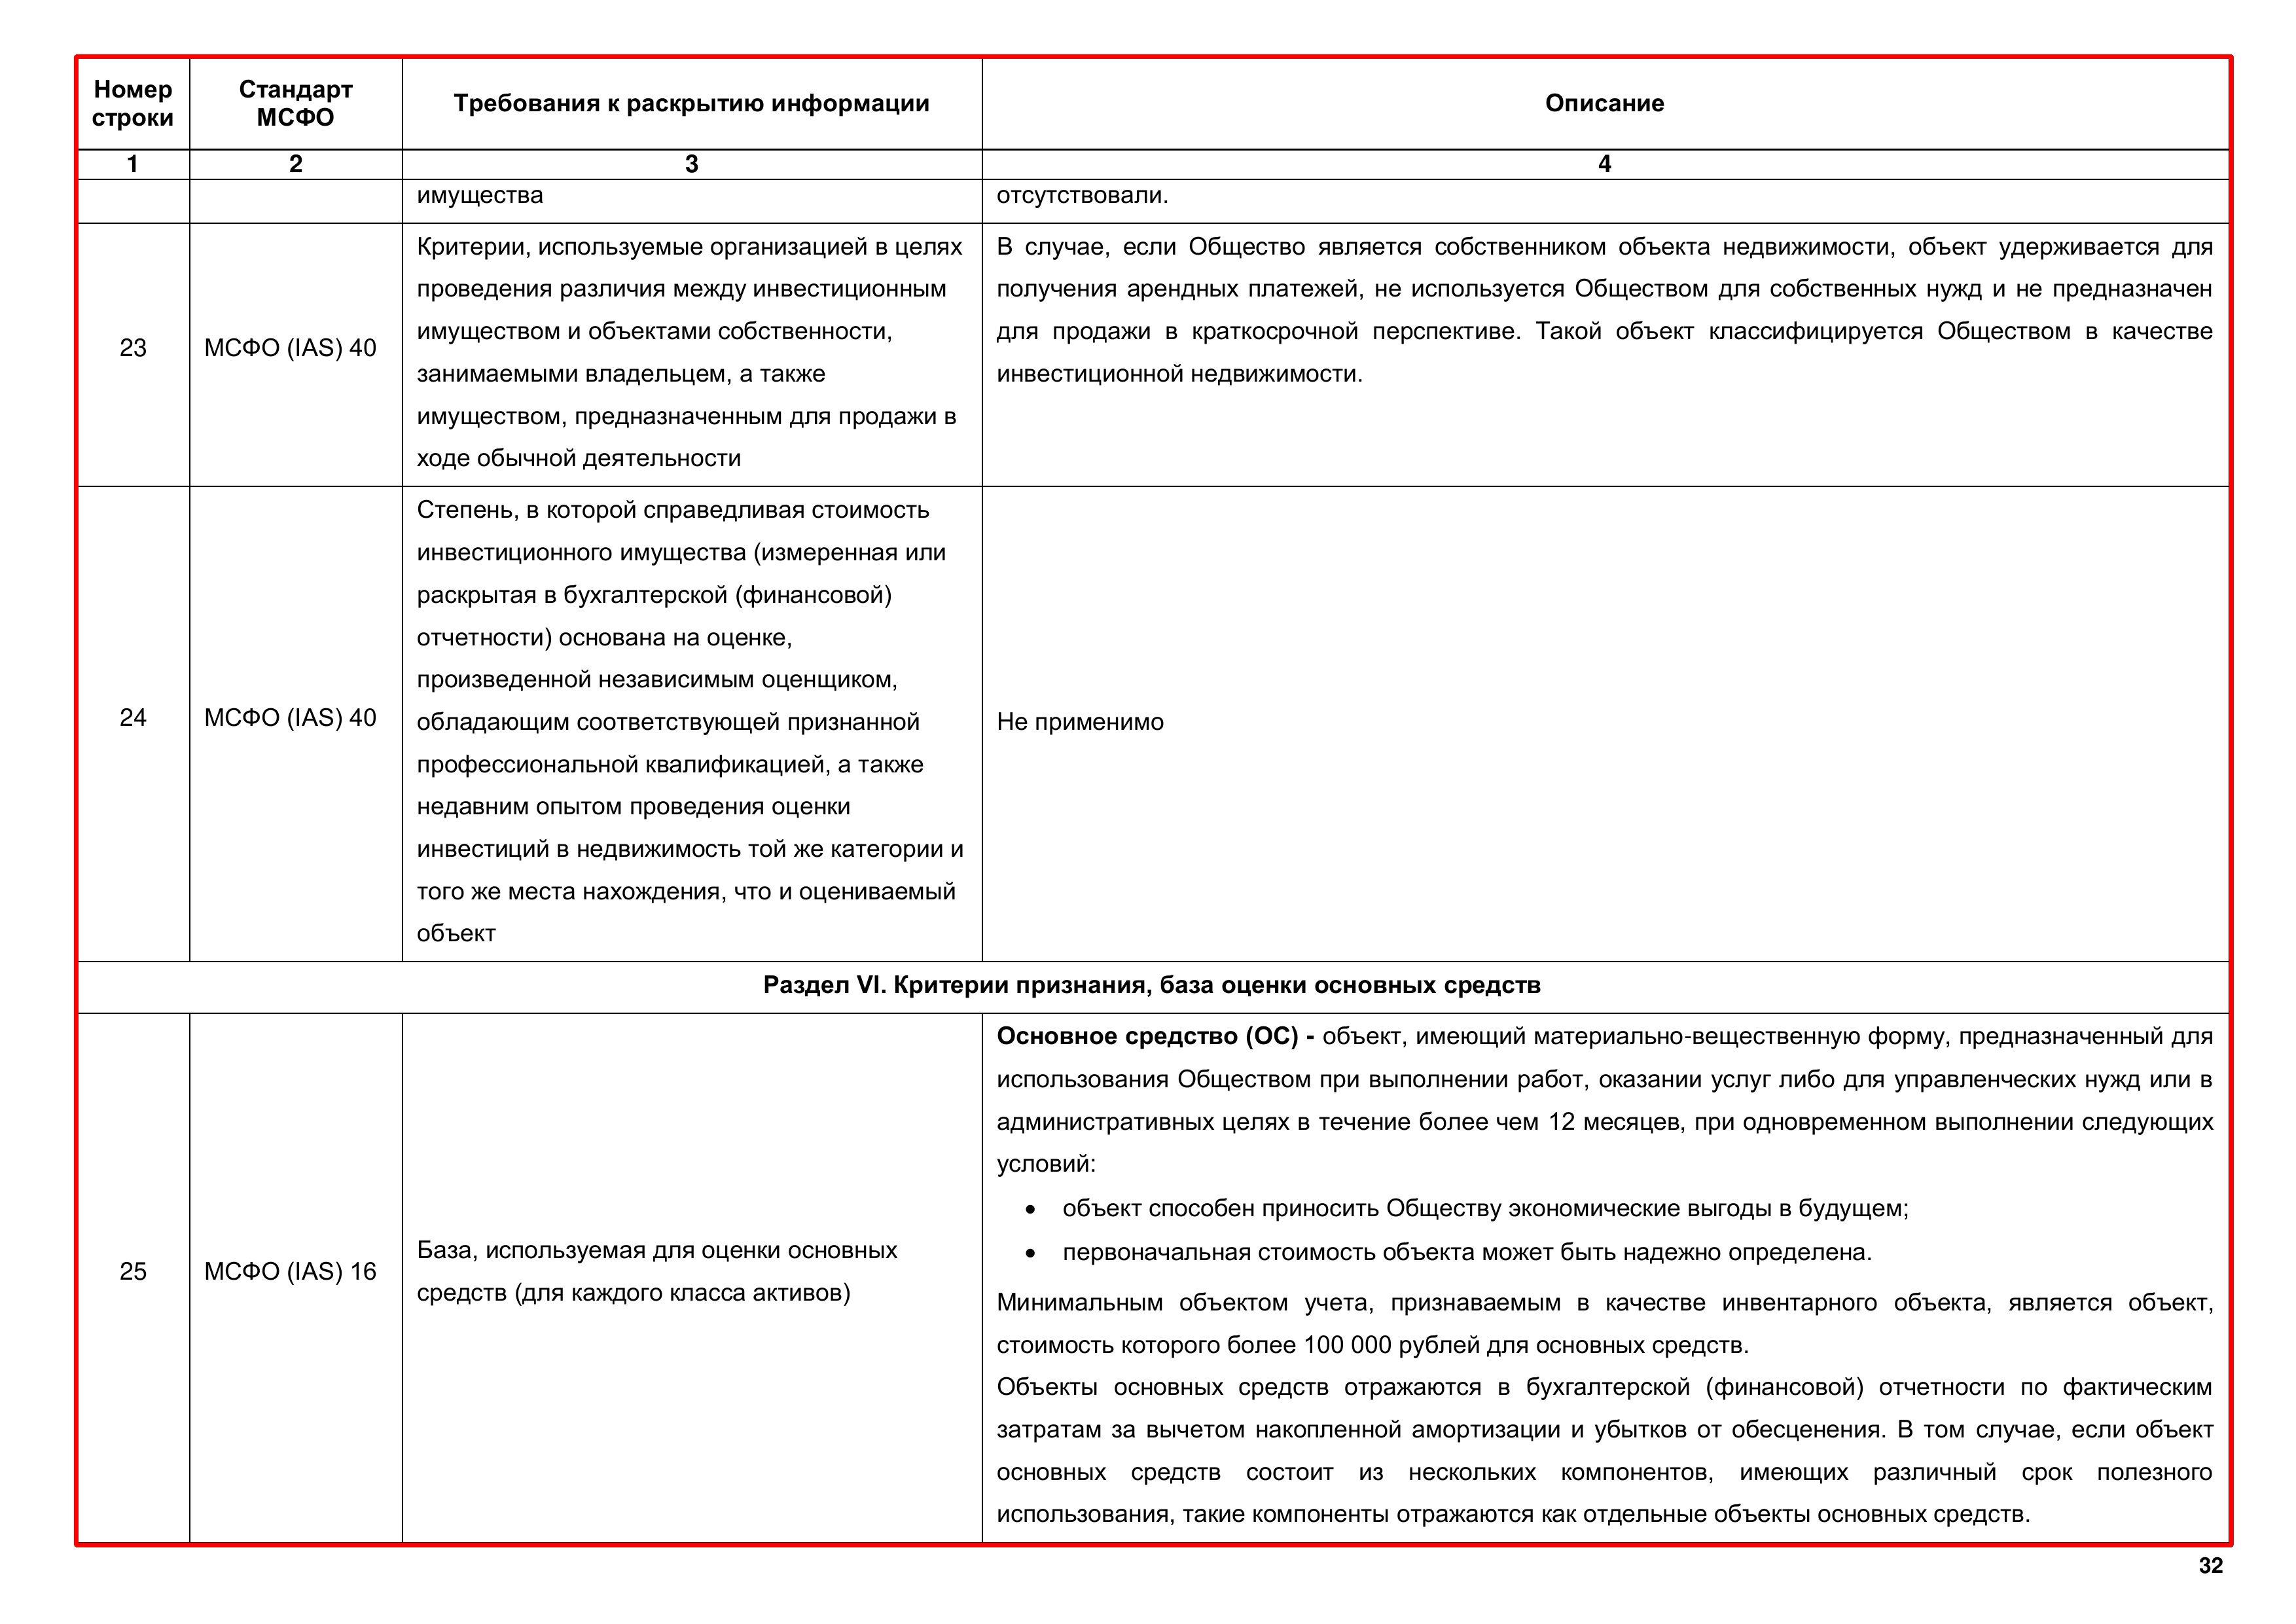 Номер строки
Стандарт МСФО
Требования к раскрытию информации
Описание
1
2
3
4
имущества
отсутствовали.
23
МСФО (IAS) 40
Критерии, используемые организацией в целях
проведения различия между инвестиционным
имуществом и объектами собственности,
занимаемыми владельцем, а также
имуществом, предназначенным для продажи в
ходе обычной деятельности
В случае, если Общество является собственником объекта недвижимости, объект удерживается для
получения арендных платежей, не используется Обществом для собственных нужд и не предназначен
для продажи в краткосрочной перспективе. Такой объект классифицируется Обществом в качестве
инвестиционной недвижимости.
24
МСФО (IAS) 40
Степень, в которой справедливая стоимость
инвестиционного имущества (измеренная или
раскрытая в бухгалтерской (финансовой)
отчетности) основана на оценке,
произведенной независимым оценщиком,
обладающим соответствующей признанной
профессиональной квалификацией, а также
недавним опытом проведения оценки
инвестиций в недвижимость той же категории и
того же места нахождения, что и оцениваемый
объект
Не применимо
Раздел VI. Критерии признания, база оценки основных средств
25
МСФО (IAS) 16
База, используемая для оценки основных
средств (для каждого класса активов)
Основное средство (ОС) - объект, имеющий материально-вещественную форму, предназначенный для
использования Обществом при выполнении работ, оказании услуг либо для управленческих нужд или в
административных целях в течение более чем 12 месяцев, при одновременном выполнении следующих
условий:
• объект способен приносить Обществу экономические выгоды в будущем;
• первоначальная стоимость объекта может быть надежно определена.
Минимальным объектом учета, признаваемым в качестве инвентарного объекта, является объект,
стоимость которого более 100 000 рублей для основных средств.
Объекты основных средств отражаются в бухгалтерской (финансовой) отчетности по фактическим
затратам за вычетом накопленной амортизации и убытков от обесценения. В том случае, если объект
основных средств состоит из нескольких компонентов, имеющих различный срок полезного
использования, такие компоненты отражаются как отдельные объекты основных средств.
32